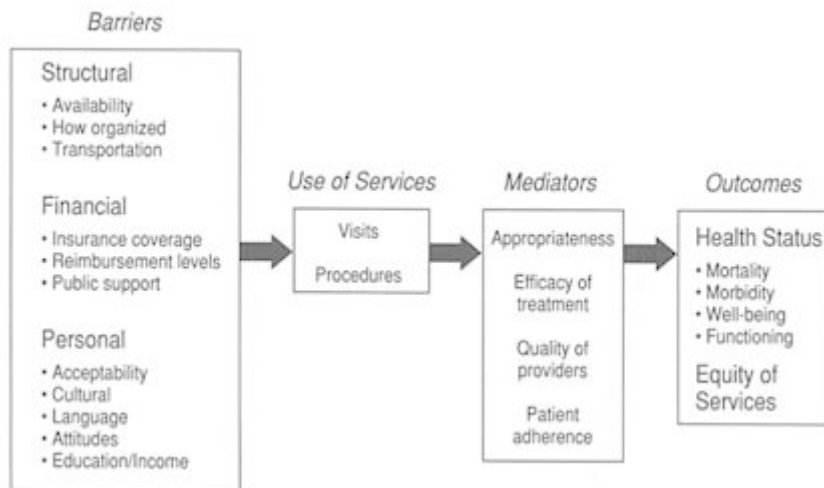 Barriers
Structural
• Availability
• How organized
• Transportation
Financial
• Insurance coverage
• Reimbursement levels
• Public support
Personal
• Acceptability
• Cultural
• Language
• Attitudes
• Education/Income
Use of Services
Visits
Procedures
Mediators
Appropriateness
Efficacy of
treatment
Quality of
providers
Patient
adherence
Outcomes
Health Status
• Mortality
• Morbidity
• Well-being
• Functioning
Equity of
Services